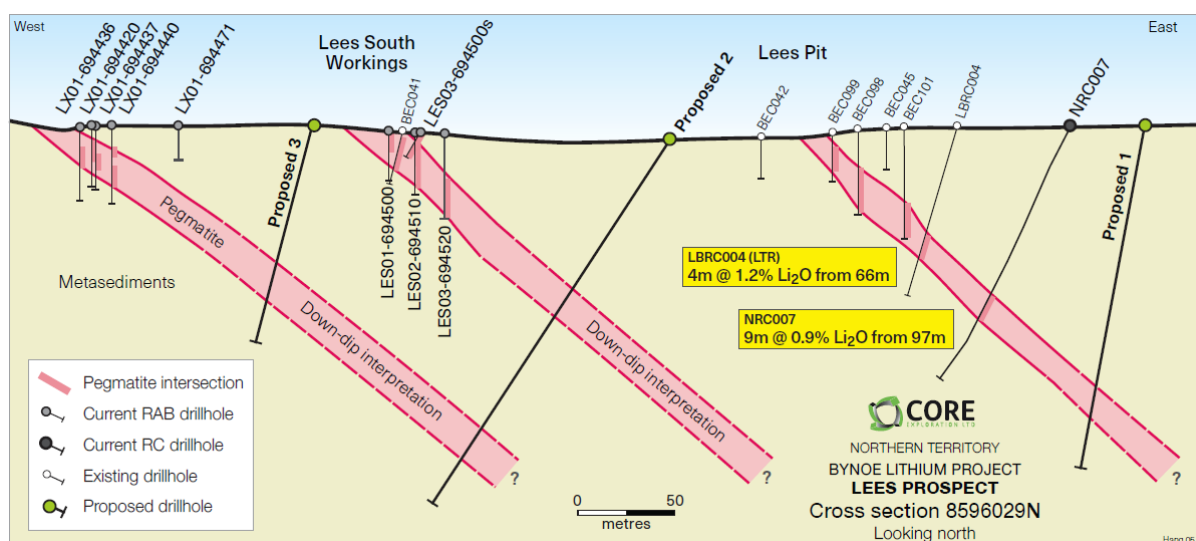 West
East
LX01-694436
LX01-694420
LX01-694437
LX01-694440
LX01-694471
Lees South
Workings
BEC041
LES03-694500s
Proposed 2
Lees Pit
BEC042
BEC099
BEC098
BEC045
BEC101
LBRC004
NRC007
Proposed 3
Proposed 1
LES01-694500
LES02-694510
LES03-694520
Pegmatite
Metasediments
Down-dip interpretation
Down-dip interpretation
LBRC004 (LTR)
4m @ 1.2% Li₂O from 66m
NRC007
9m @ 0.9% Li₂O from 97m
Pegmatite intersection
Current RAB drillhole
Current RC drillhole
Existing drillhole
Proposed drillhole
?
?
?
0 50
metres
CORE
EXPLORATION LTD
NORTHERN TERRITORY
BYNOE LITHIUM PROJECT
LEES PROSPECT
Cross section 8596029N
Looking north